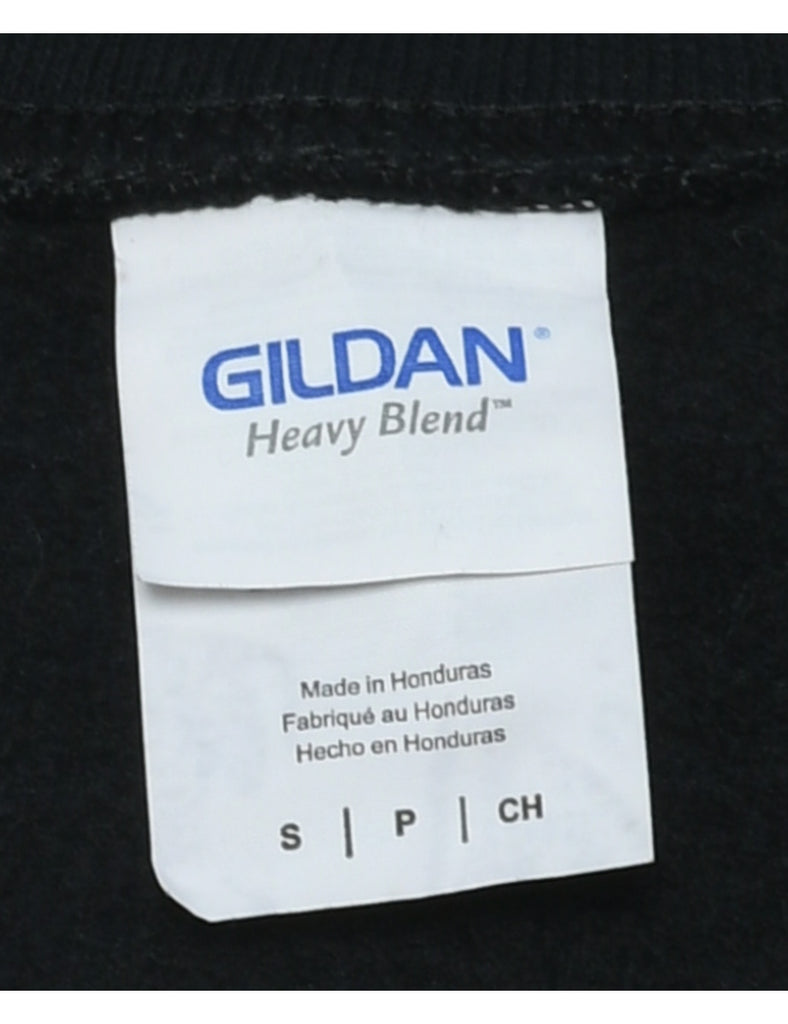 GILDAN®
Heavy Blend™
Made in Honduras
Fabriqué au Honduras
Hecho en Honduras
S | P | CH